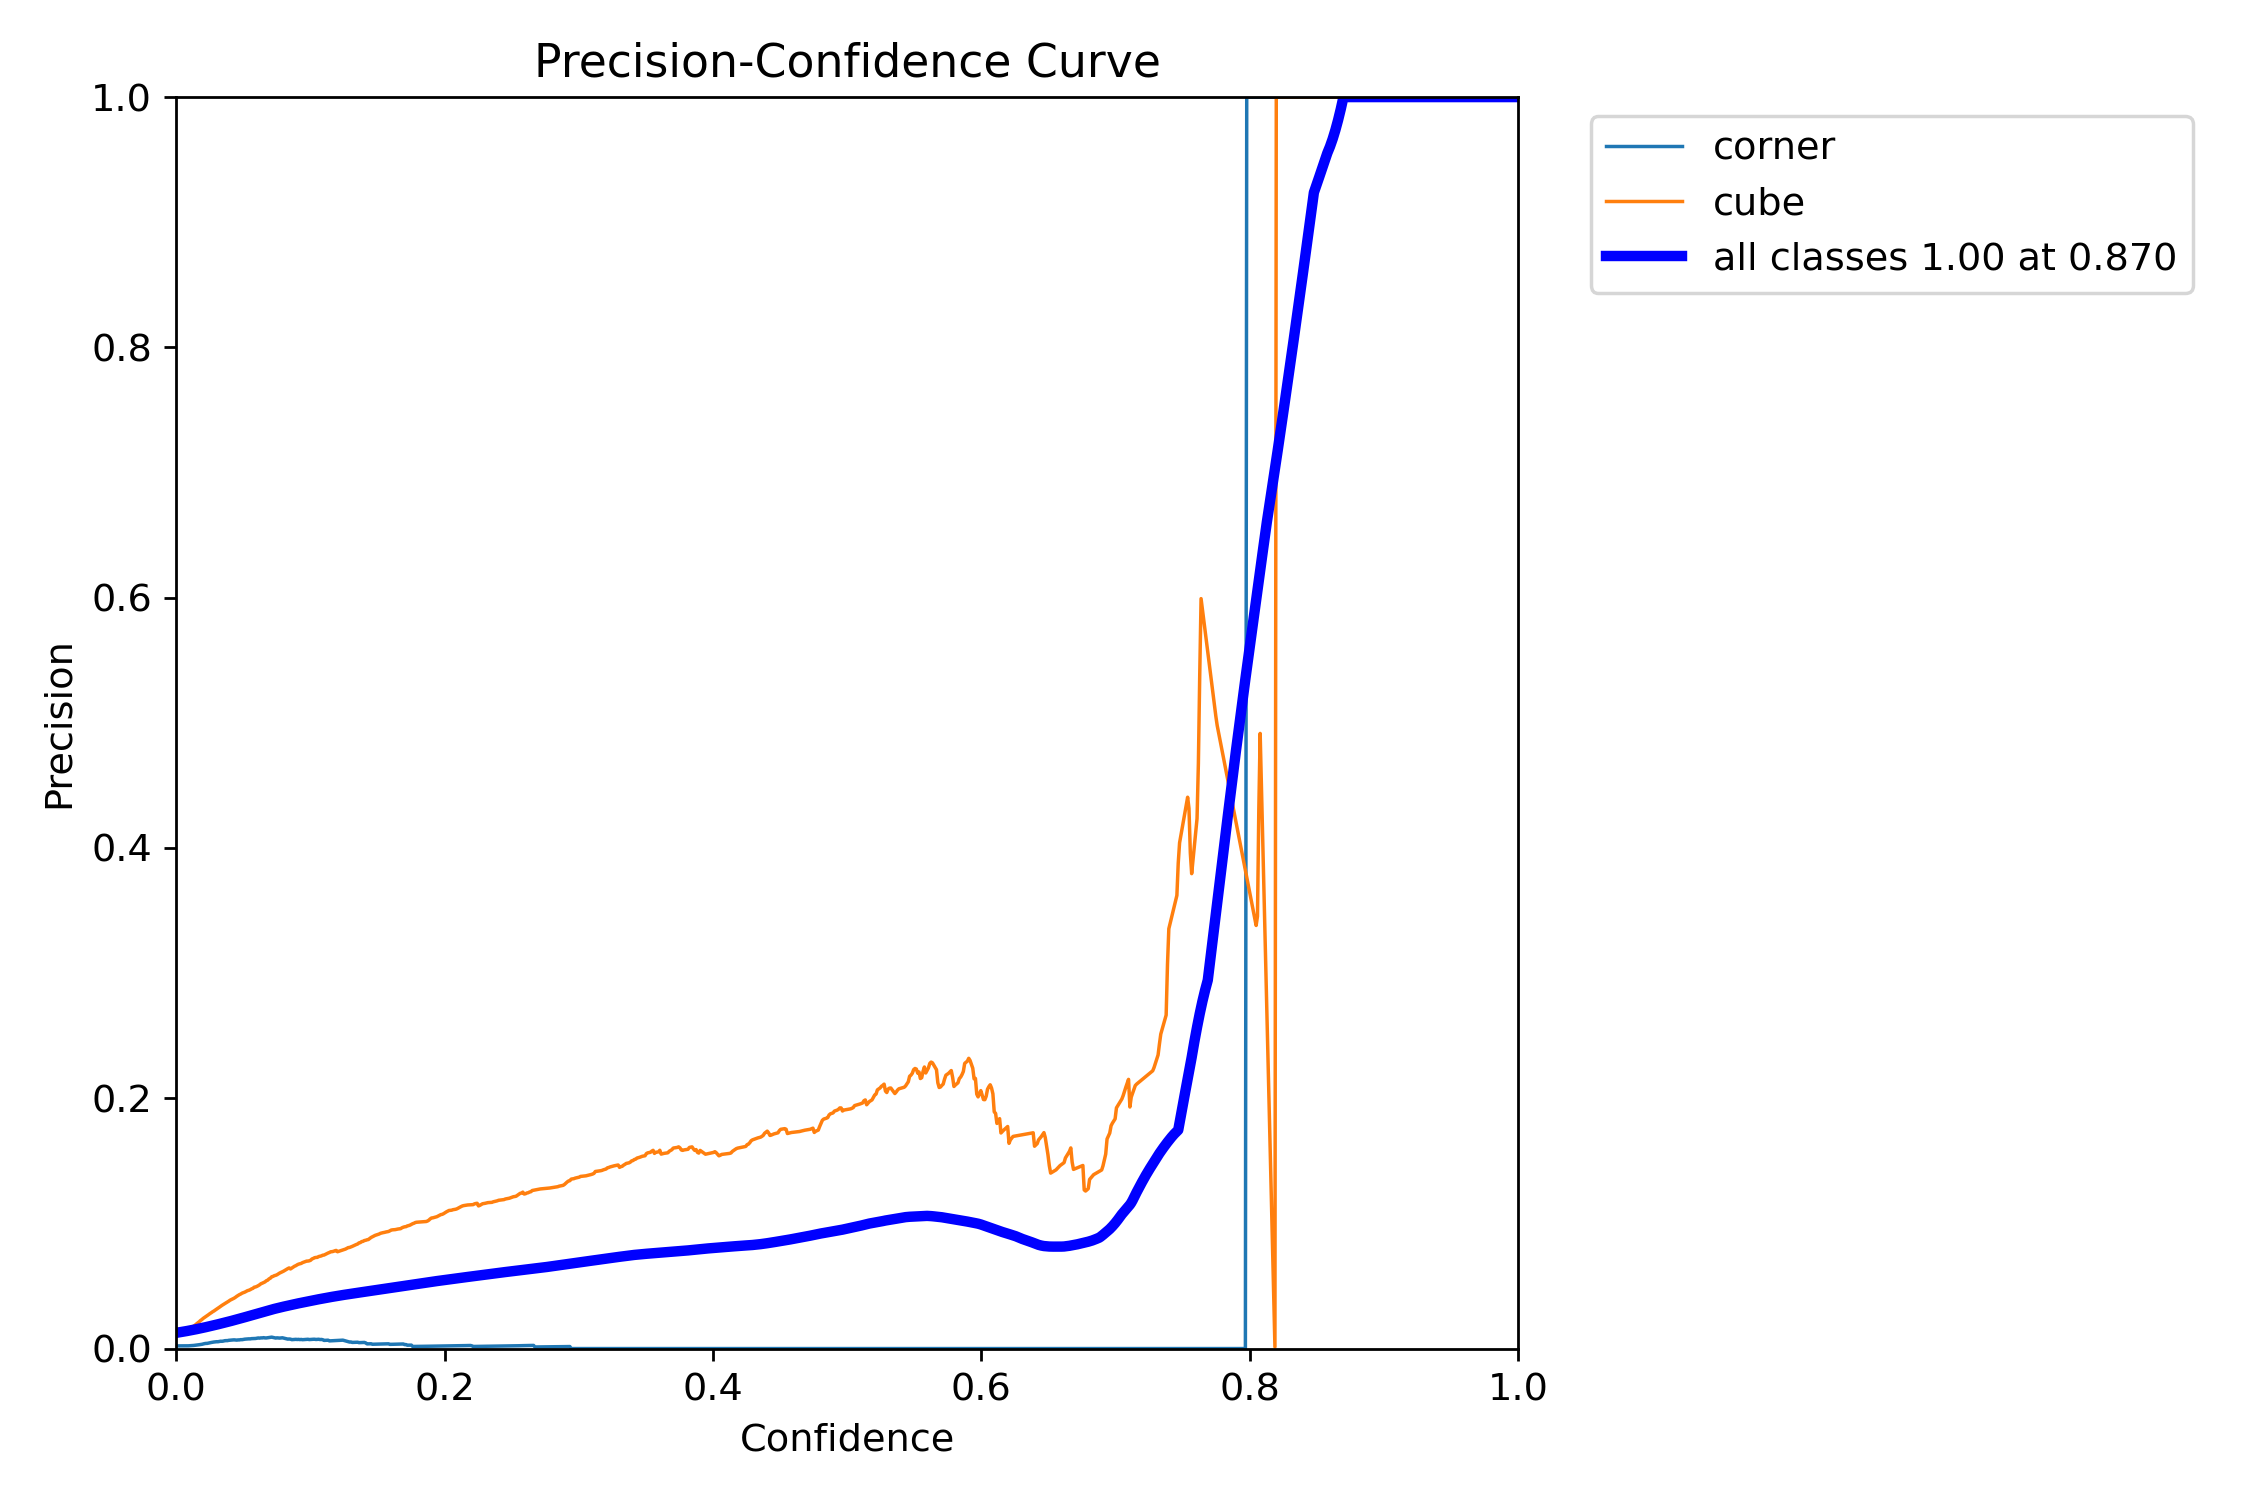 Precision-Confidence Curve
1.0
0.8
0.6
0.4
0.2
0.0
Precision
0.0 0.2 0.4 0.6 0.8 1.0
Confidence
corner
cube
all classes 1.00 at 0.870